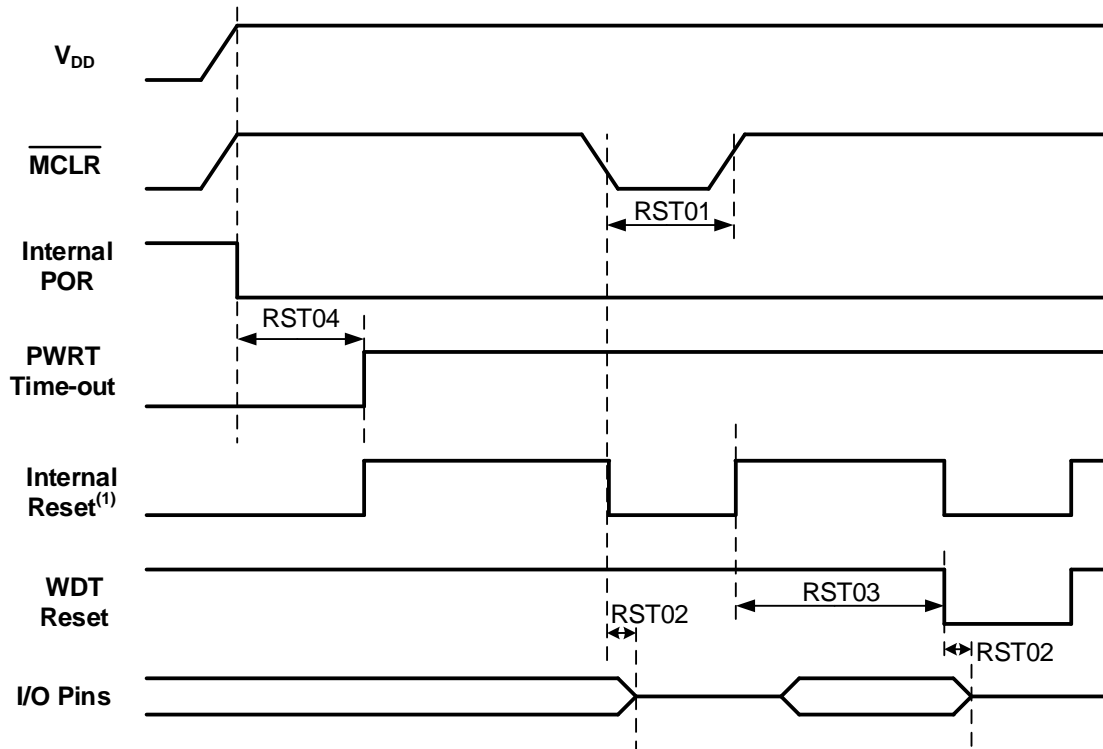 VDD
MCLR
RST01
Internal
POR
RST04
PWRT
Time-out
Internal
Reset(1)
WDT
Reset
RST03
RST02
RST02
I/O Pins